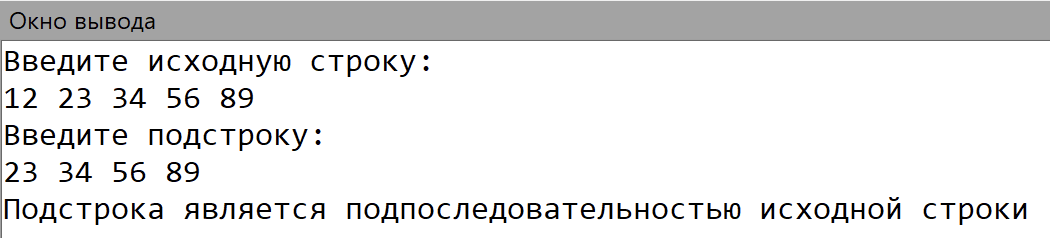 Окно вывода
Введите исходную строку:
12 23 34 56 89
Введите подстроку:
23 34 56 89
Подстрока является подпоследовательностью исходной строки